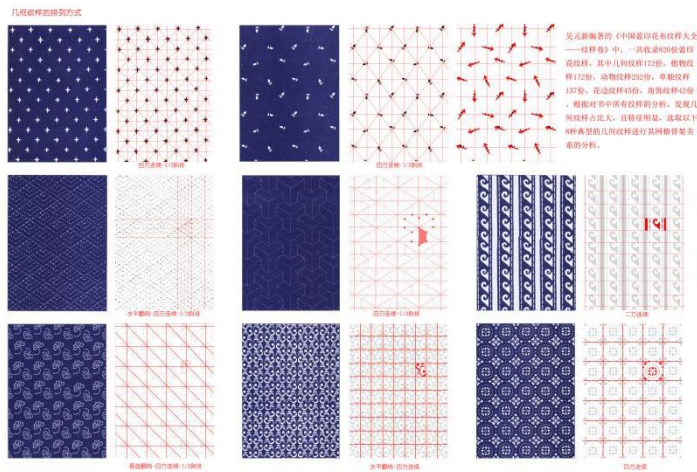 几何纹样的排列方式
吴元新编著的《中国蓝印花布纹样大全
——纹样卷》中,一共收录820份蓝印
花纹样,其中几何纹样172份、植物纹
样172份、动物纹样252份、单独纹样
137份、花边纹样45份、角饰纹样42份
。根据对书中所有纹样的分析,发现几
何纹样占比大,且特征明显,选取以下
8种典型的几何纹样进行其网格骨架关
系的分析。
四方连续-1/2斜排
四方连续-1/2斜排
水平翻转-四方连续-1/2斜排
四方连续-1/2斜排
二方连续
垂直翻转-四方连续-1/2斜排
水平翻转-四方连续
四方连续